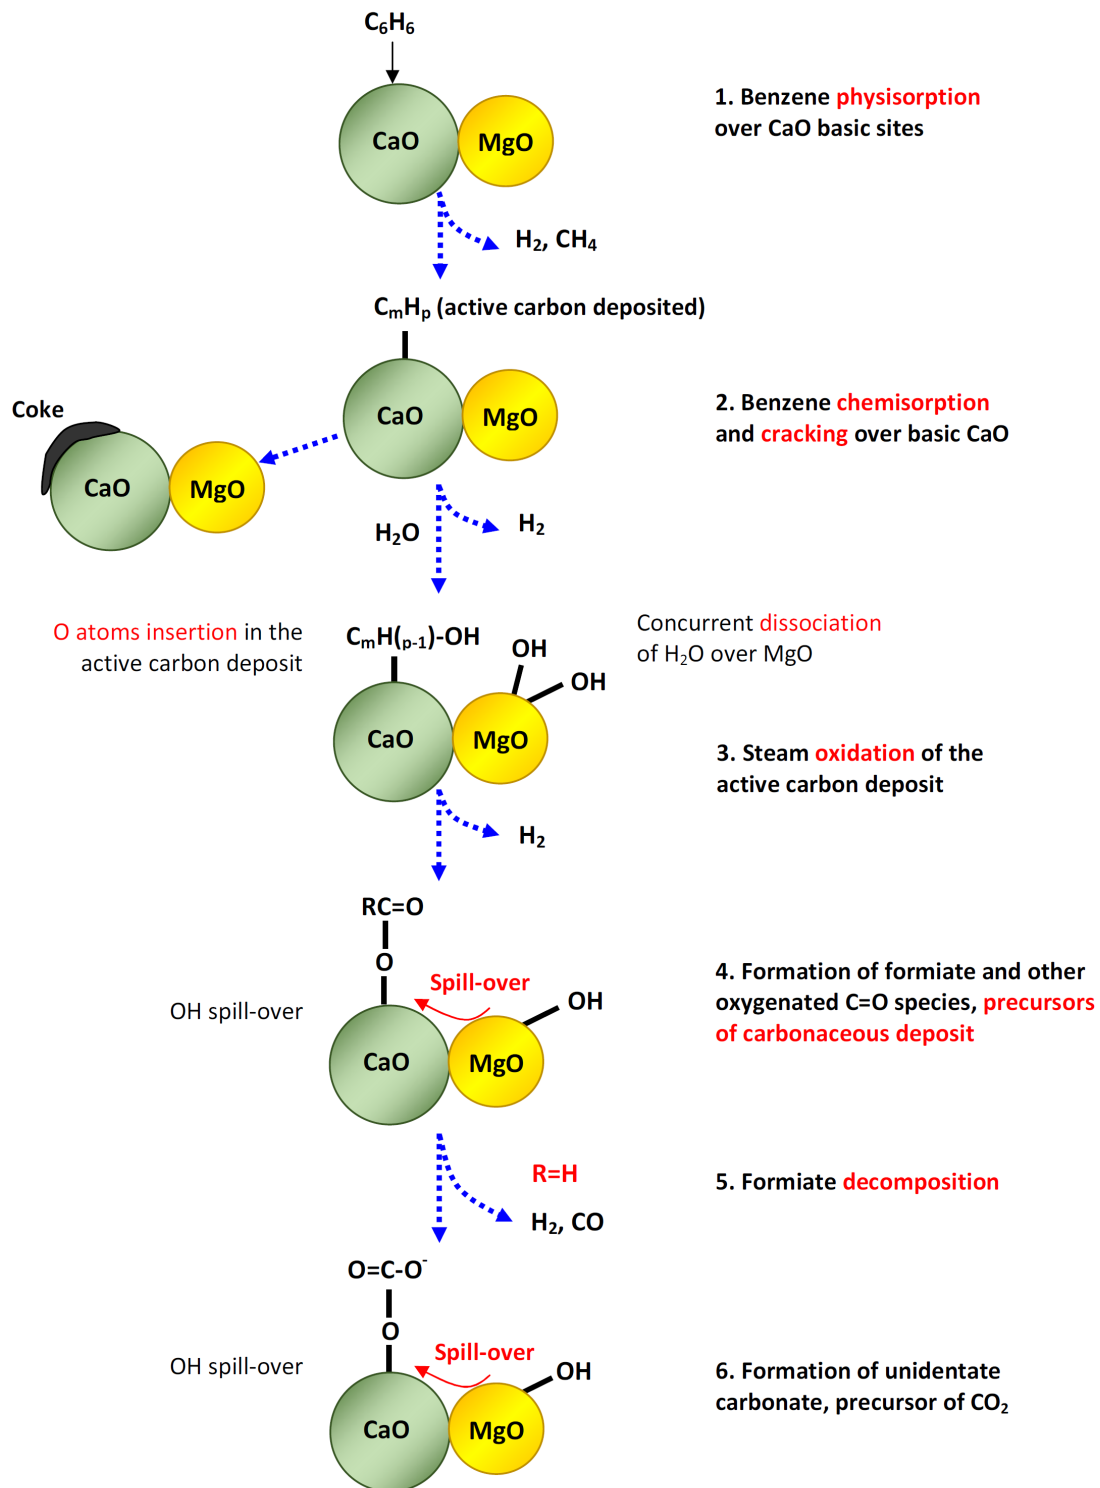 C₆H₆
CaO
MgO
1. Benzene physisorption
over CaO basic sites
H₂, CH₄
CₘHₚ (active carbon deposited)
CaO
MgO
2. Benzene chemisorption
and cracking over basic CaO
Coke
CaO
MgO
H₂O
H₂
O atoms insertion in the
active carbon deposit
CₘH(ₚ₋₁)-OH
OH
OH
Concurrent dissociation
of H₂O over MgO
CaO
MgO
3. Steam oxidation of the
active carbon deposit
H₂
RC=O
O
Spill-over
OH
OH spill-over
CaO
MgO
4. Formation of formiate and other
oxygenated C=O species, precursors
of carbonaceous deposit
R=H
H₂, CO
5. Formiate decomposition
O=C-O⁻
O
Spill-over
OH
OH spill-over
CaO
MgO
6. Formation of unidentate
carbonate, precursor of CO₂